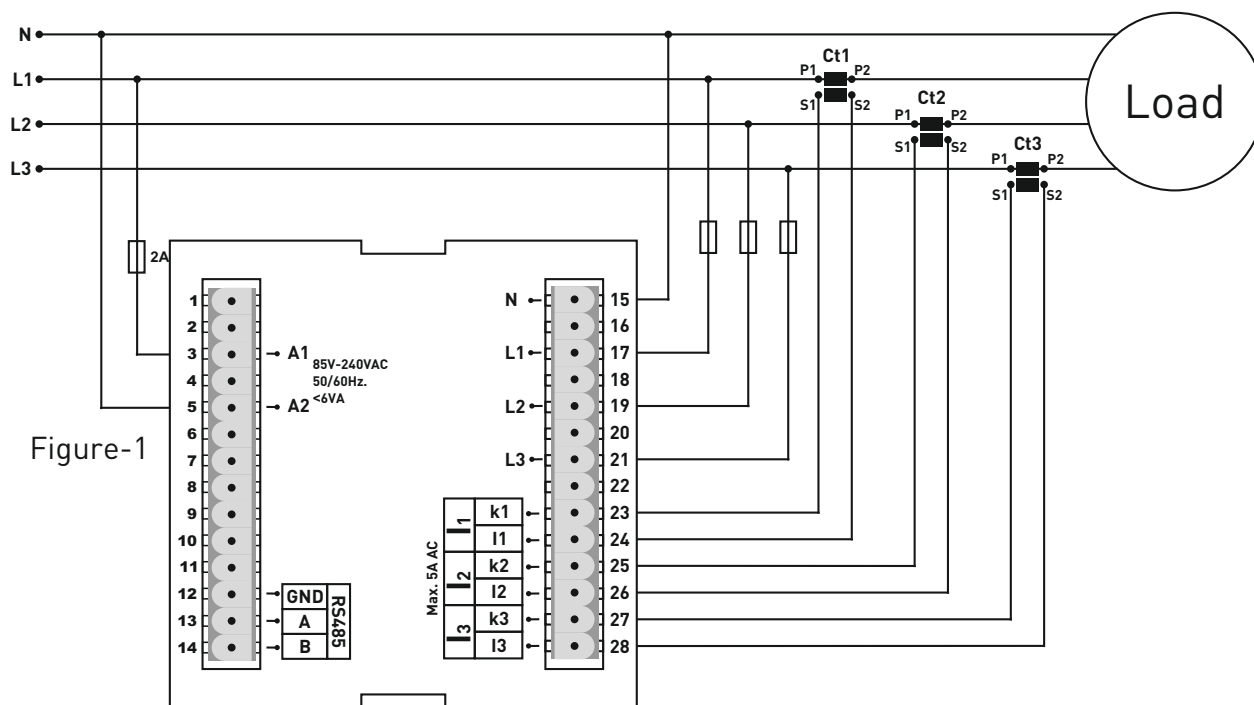 N
L1
L2
L3
Ct1
P1 P2
S1 S2
Ct2
P1 P2
S1 S2
Ct3
P1 P2
S1 S2
Load
2A
Figure-1
1
2
3
4
5
6
7
8
9
10
11
12
13
14
A1
85V-240VAC
50/60Hz.
<6VA
A2
GND
A
B
RS485
N
L1
L2
L3
Max. 5A AC
I1
I2
I3
k1
l1
k2
l2
k3
l3
15
16
17
18
19
20
21
22
23
24
25
26
27
28